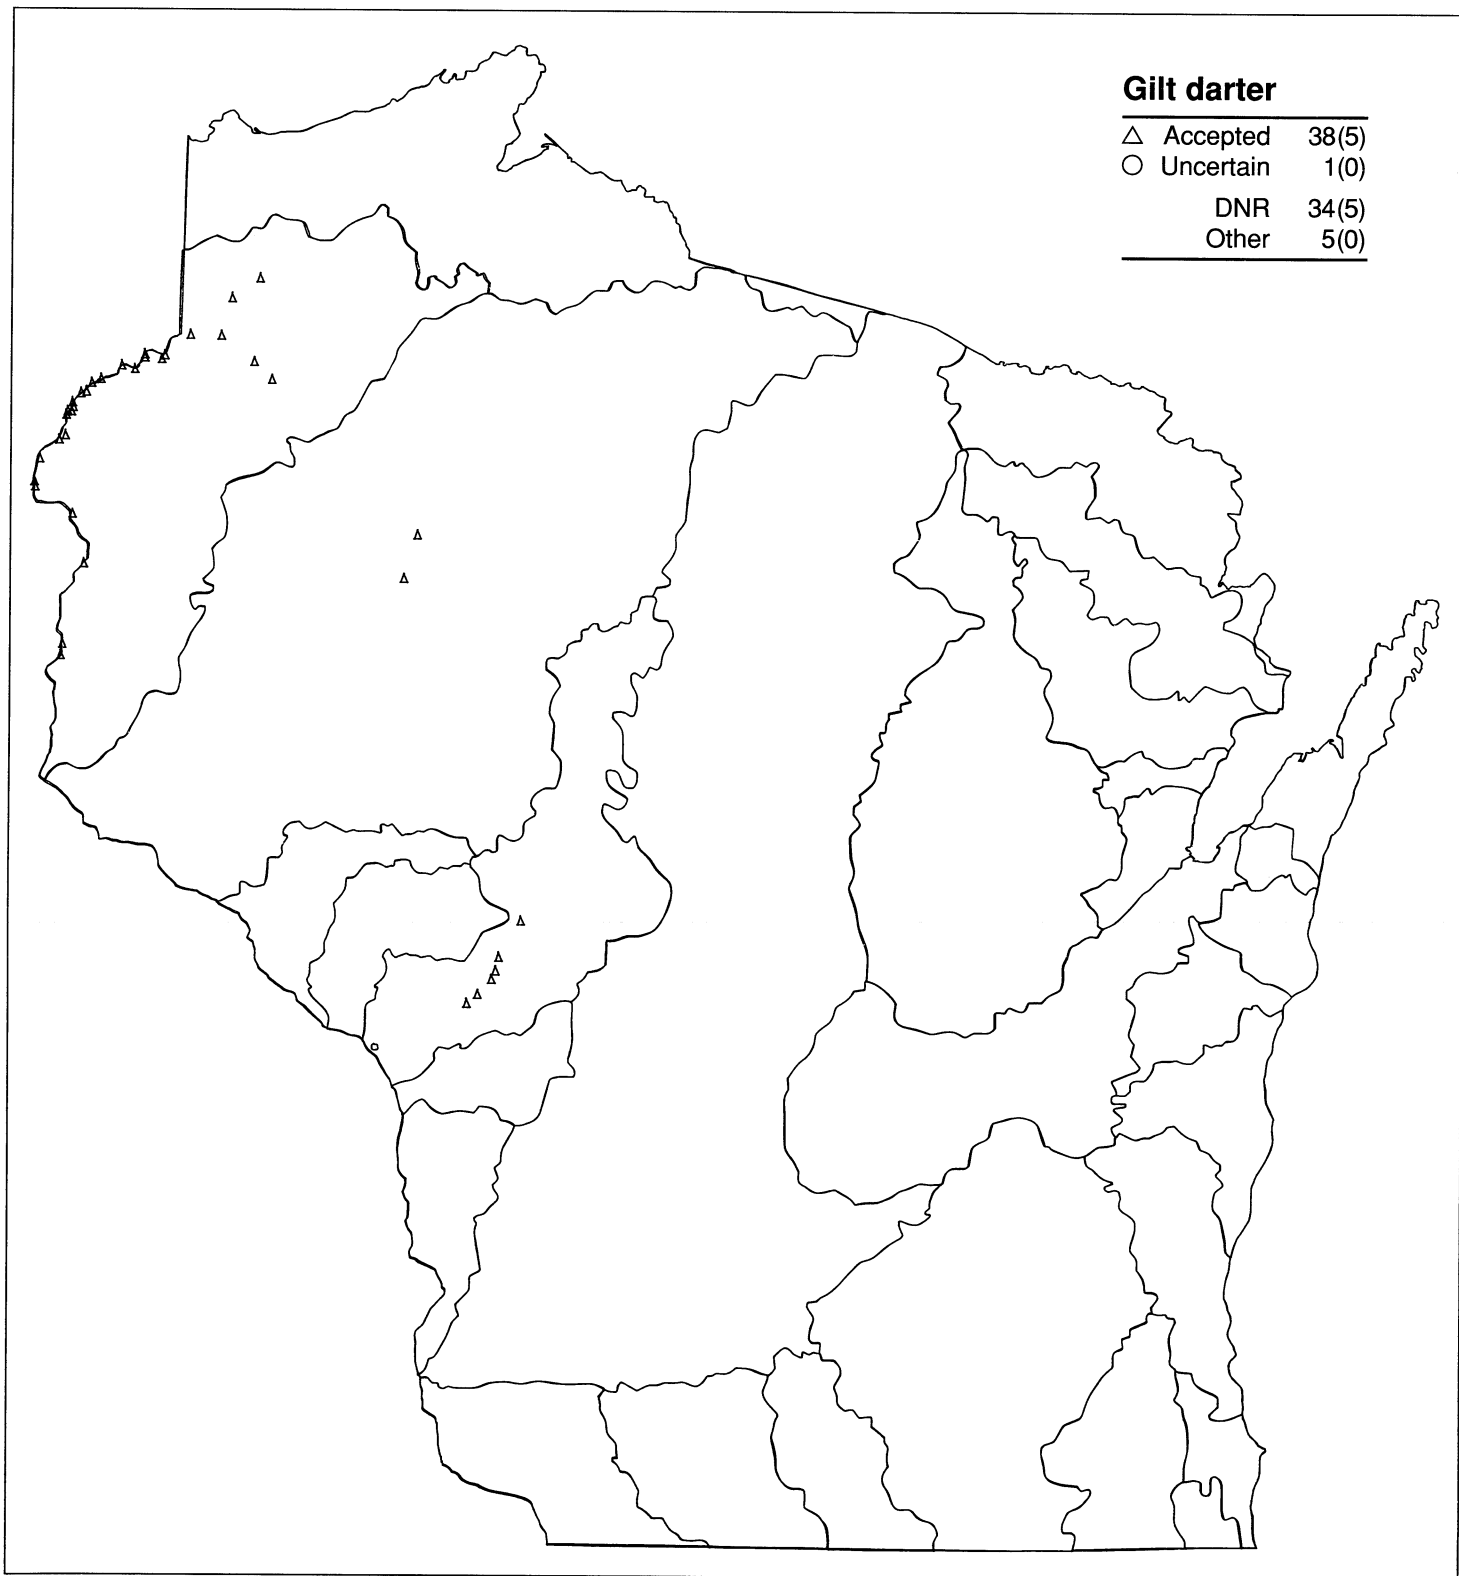 Gilt darter
△ Accepted 38(5)
○ Uncertain 1(0)
DNR 34(5)
Other 5(0)